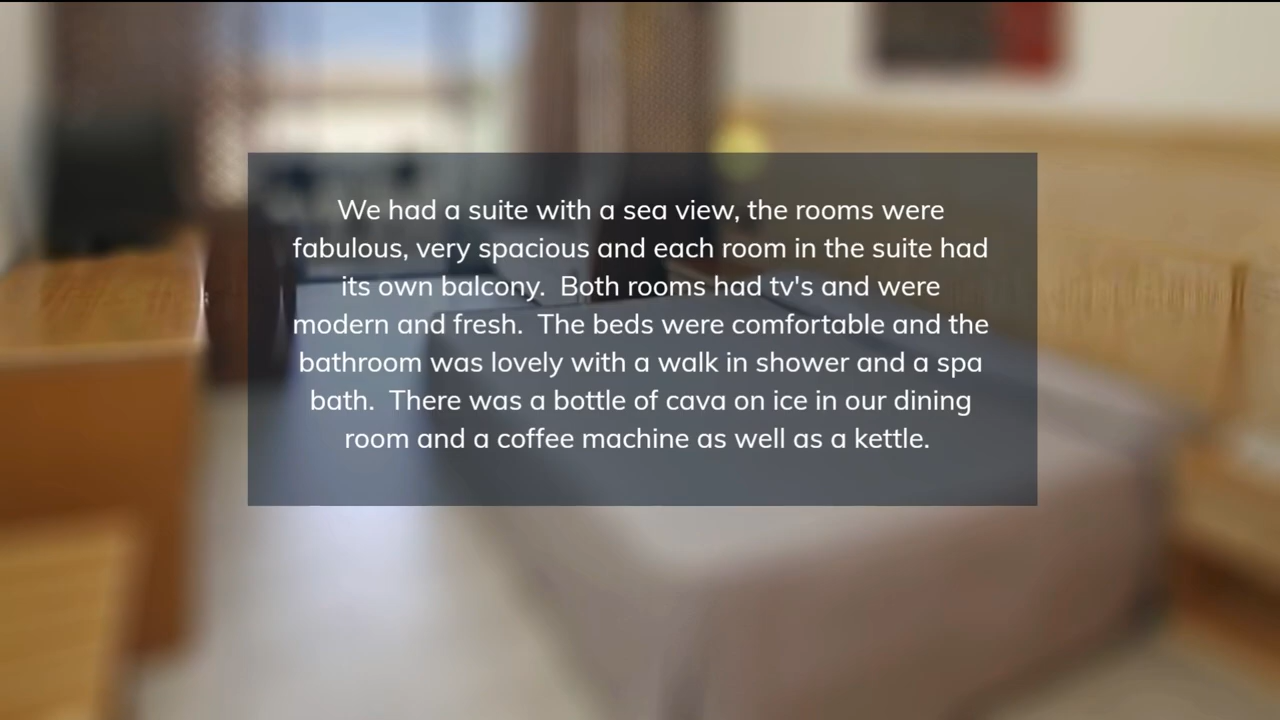 We had a suite with a sea view, the rooms were
fabulous, very spacious and each room in the suite had
its own balcony.  Both rooms had tv's and were
modern and fresh.  The beds were comfortable and the
bathroom was lovely with a walk in shower and a spa
bath.  There was a bottle of cava on ice in our dining
room and a coffee machine as well as a kettle.